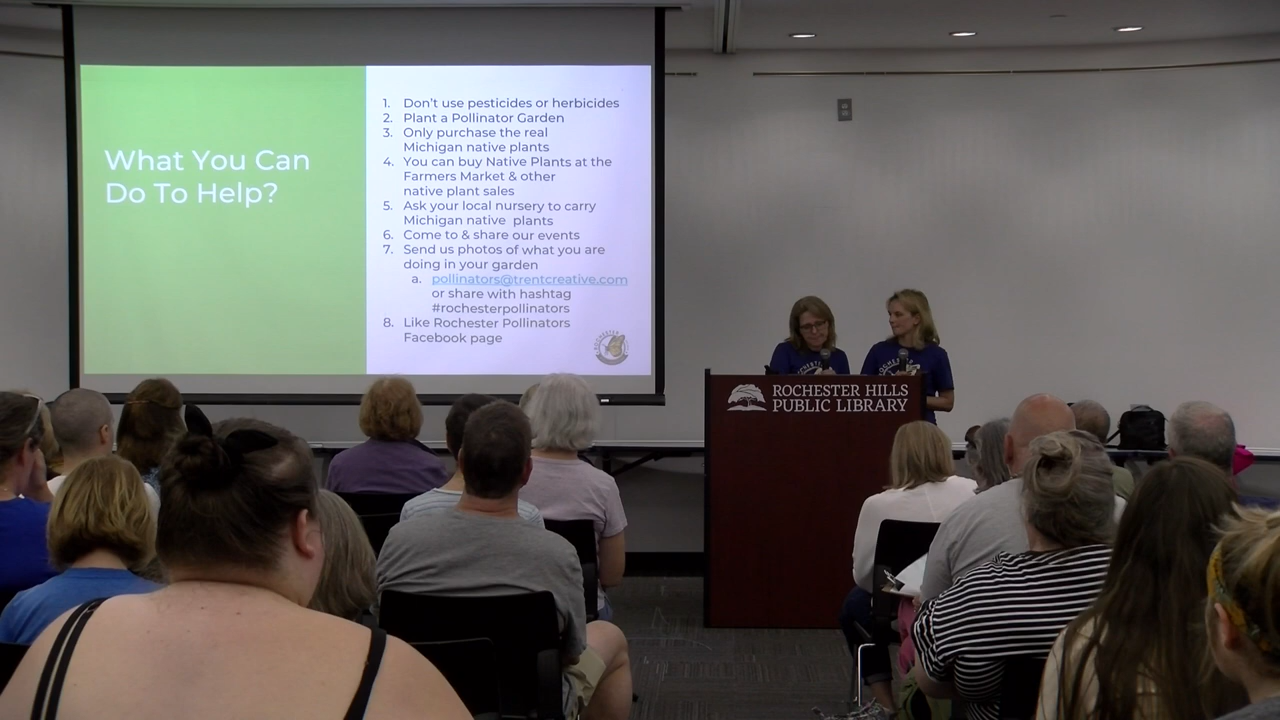 What You Can
Do To Help?
1. Don't use pesticides or herbicides
2. Plant a Pollinator Garden
3. Only purchase the real
Michigan native plants
4. You can buy Native Plants at the
Farmers Market & other
native plant sales
5. Ask your local nursery to carry
Michigan native plants
6. Come to & share our events
7. Send us photos of what you are
doing in your garden
a. pollinators@trentcreative.com
or share with hashtag
#rochesterpollinators
8. Like Rochester Pollinators
Facebook page
ROCHESTER
ROCHESTER
ROCHESTER HILLS
PUBLIC LIBRARY